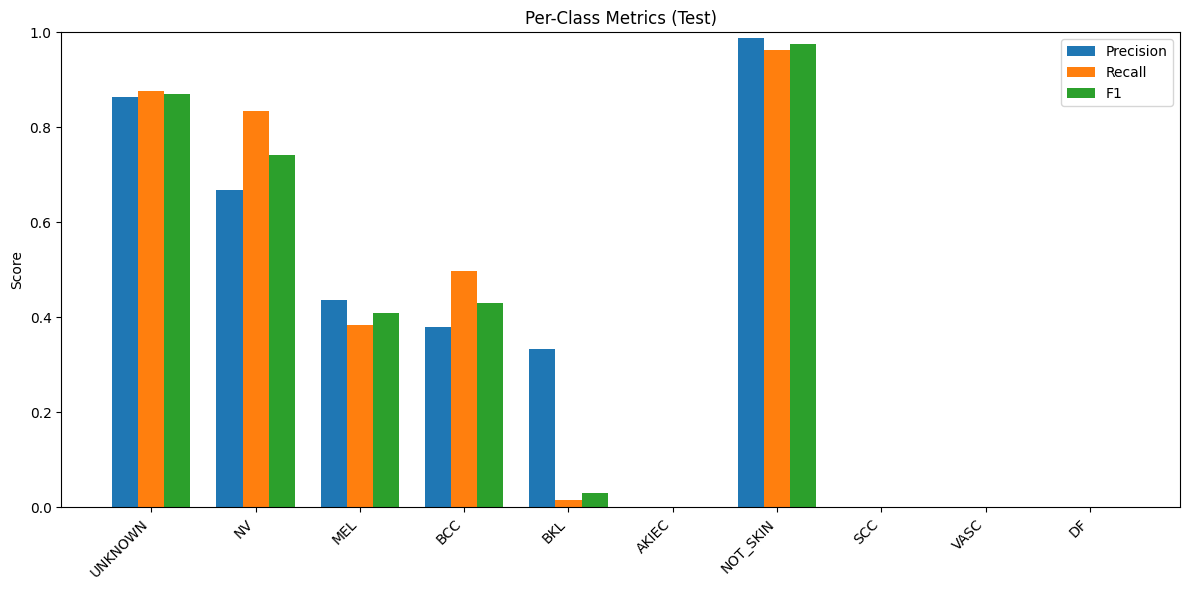 Per-Class Metrics (Test)
Precision
Recall
F1
Score
1.0
0.8
0.6
0.4
0.2
0.0
UNKNOWN
NV
MEL
BCC
BKL
AKIEC
NOT_SKIN
SCC
VASC
DF